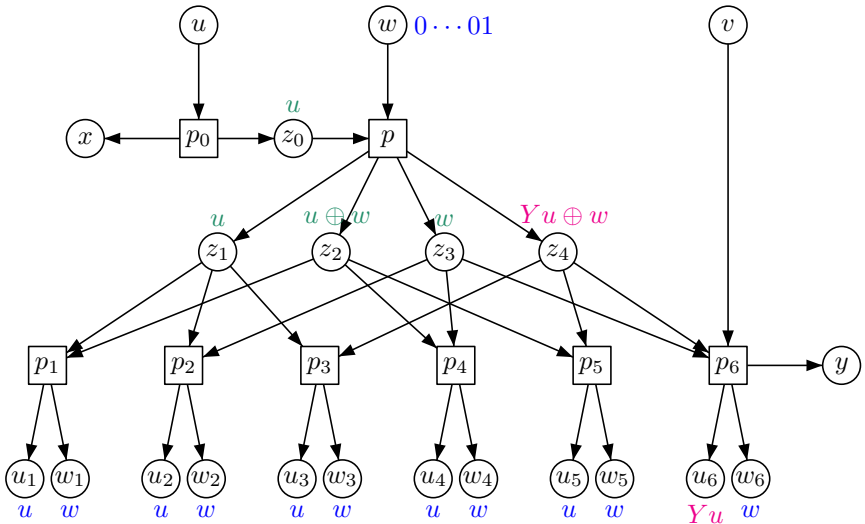 u w 0⋯01 v
u
x p₀ z₀ p
u u ⊕ w w Yu ⊕ w
z₁ z₂ z₃ z₄
p₁ p₂ p₃ p₄ p₅ p₆ y
u₁ w₁ u₂ w₂ u₃ w₃ u₄ w₄ u₅ w₅ u₆ w₆
u w u w u w u w u w Yu w